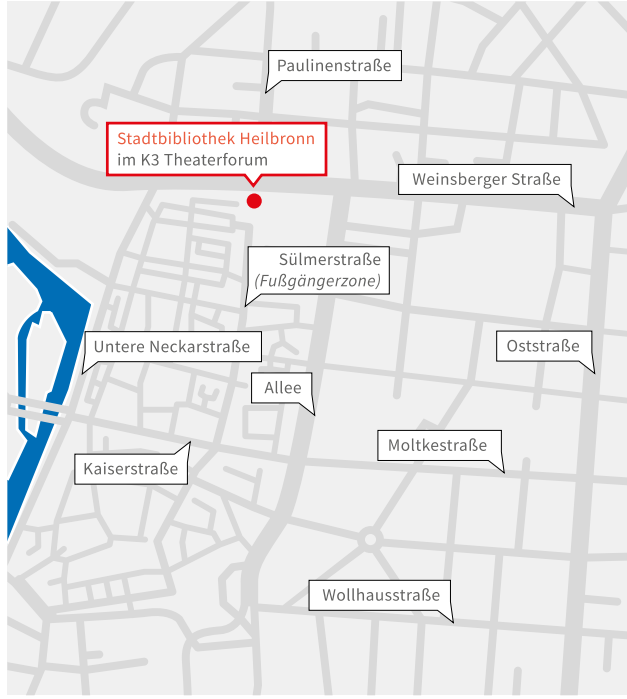 Paulinenstraße
Stadtbibliothek Heilbronn
im K3 Theaterforum
Weinsberger Straße
Sülmerstraße
(Fußgängerzone)
Untere Neckarstraße
Oststraße
Allee
Moltkestraße
Kaiserstraße
Wollhausstraße